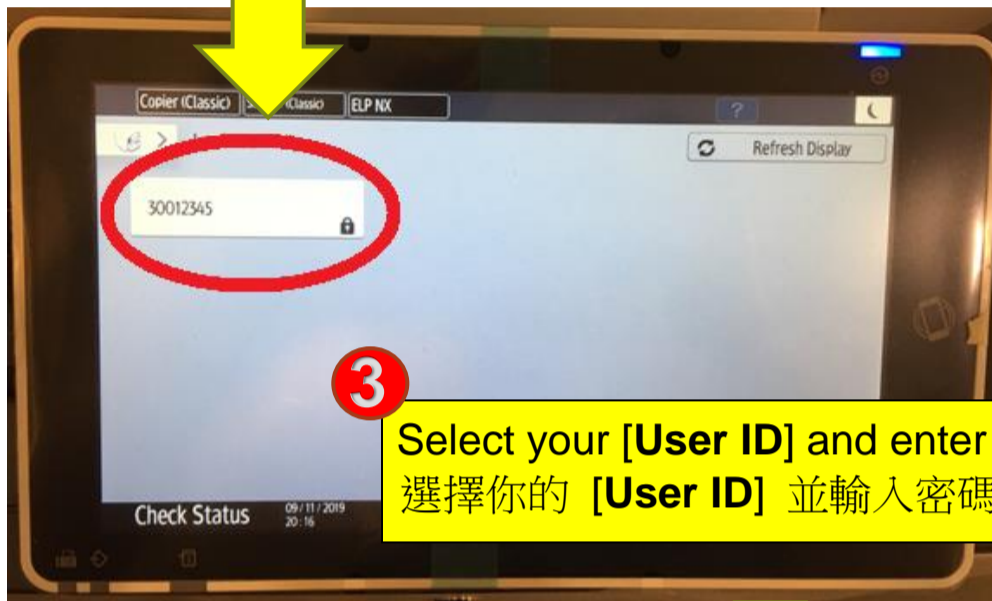 Copier (Classic)
(Classic)
ELP NX
?
Refresh Display
30012345
3
Select your [User ID] and enter
選擇你的 [User ID] 並輸入密碼
Check Status
09 / 11 / 2019
20 : 16